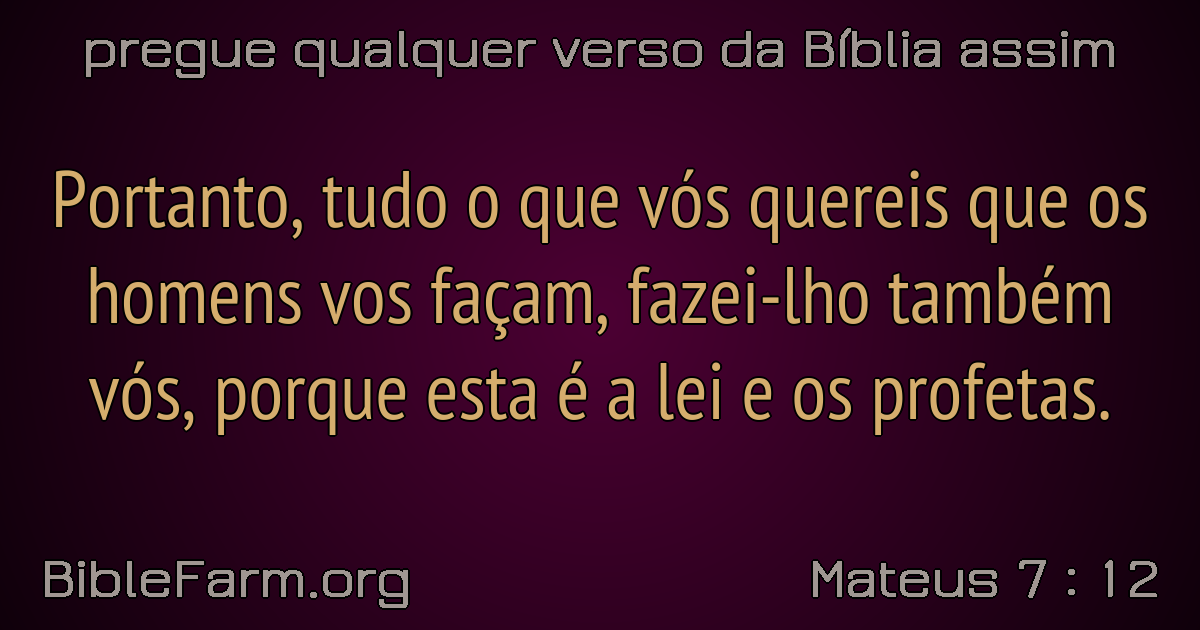 pregue qualquer verso da Bíblia assim
Portanto, tudo o que vós quereis que os
homens vos façam, fazei-lho também
vós, porque esta é a lei e os profetas.
BibleFarm.org
Mateus 7 : 12